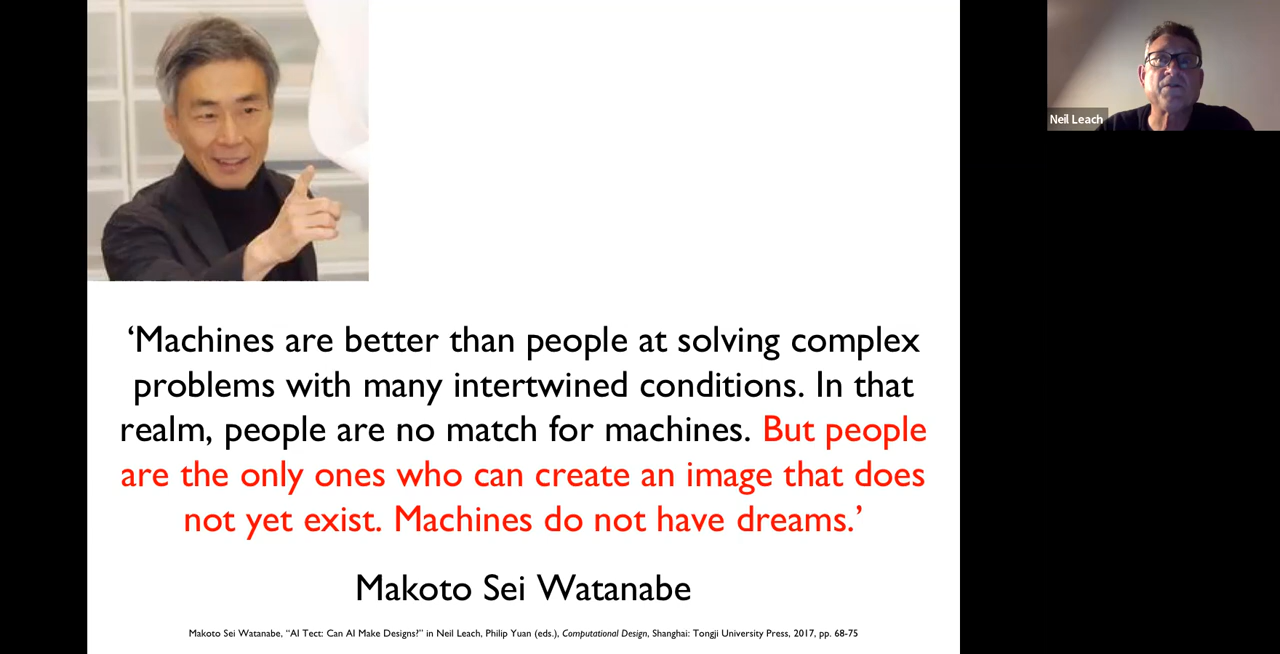 Neil Leach
‘Machines are better than people at solving complex
problems with many intertwined conditions. In that
realm, people are no match for machines. But people
are the only ones who can create an image that does
not yet exist. Machines do not have dreams.’
Makoto Sei Watanabe
Makoto Sei Watanabe, “AI Tect: Can AI Make Designs?” in Neil Leach, Philip Yuan (eds.), Computational Design, Shanghai: Tongji University Press, 2017, pp. 68-75